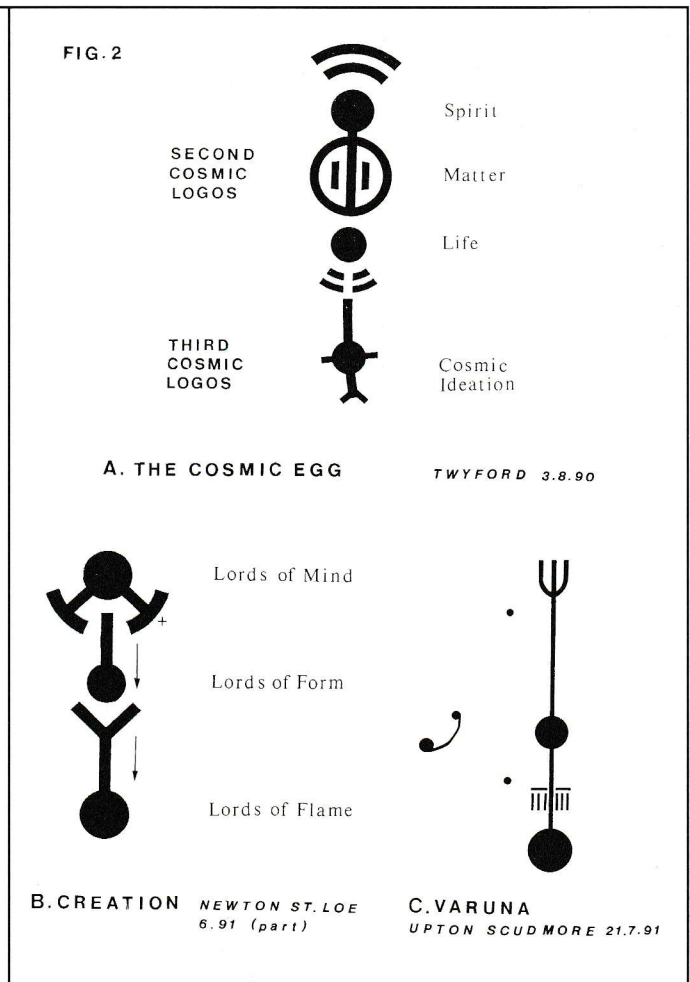 FIG. 2
Spirit
SECOND
COSMIC
LOGOS
Matter
Life
THIRD
COSMIC
LOGOS
Cosmic
Ideation
A. THE COSMIC EGG
TWYFORD 3.8.90
Lords of Mind
+
Lords of Form
Lords of Flame
B. CREATION
NEWTON ST. LOE
6.91 (part)
C. VARUNA
UPTON SCUDMORE 21.7.91